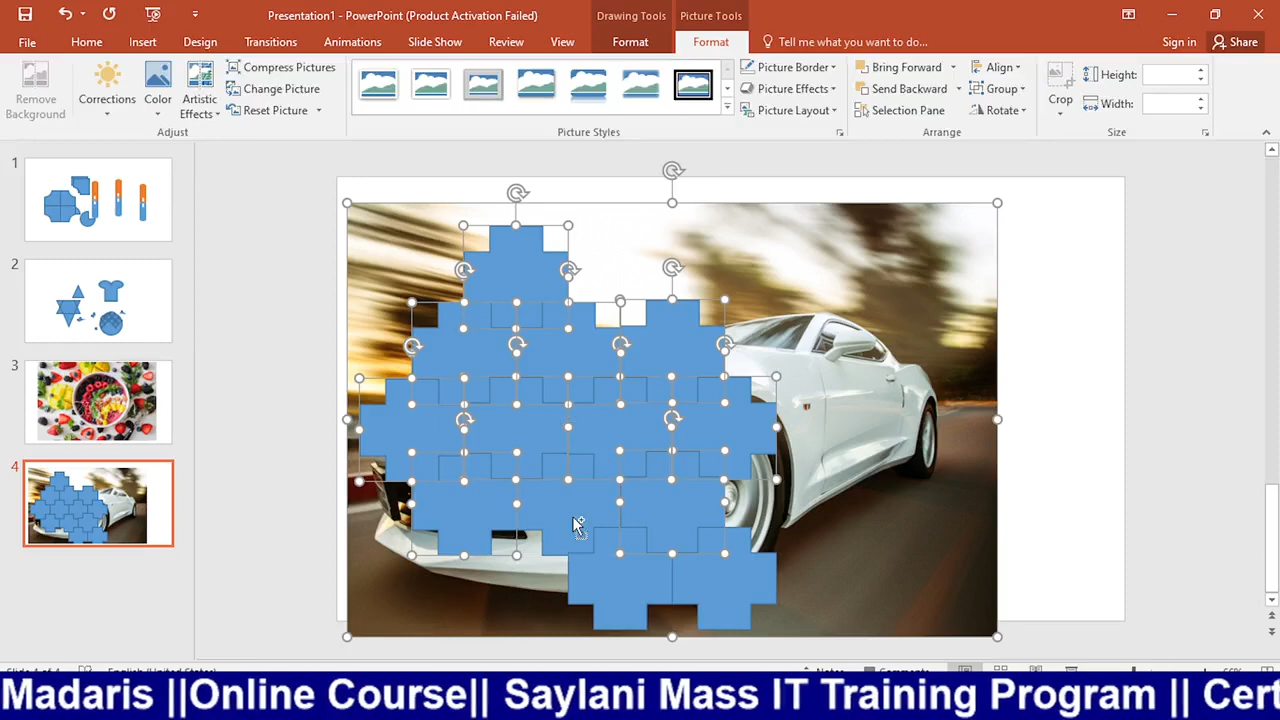 Presentation1 - PowerPoint (Product Activation Failed)
Drawing Tools
Picture Tools
File
Home
Insert
Design
Transitions
Animations
Slide Show
Review
View
Format
Format
Tell me what you want to do...
Sign in
Share
Remove Background
Corrections
Color
Artistic Effects
Compress Pictures
Change Picture
Reset Picture
Adjust
Picture Styles
Picture Border
Picture Effects
Picture Layout
Bring Forward
Send Backward
Selection Pane
Align
Group
Rotate
Arrange
Crop
Height:
Width:
Size
1
2
3
4
Madaris ||Online Course|| Saylani Mass IT Training Program || Cert